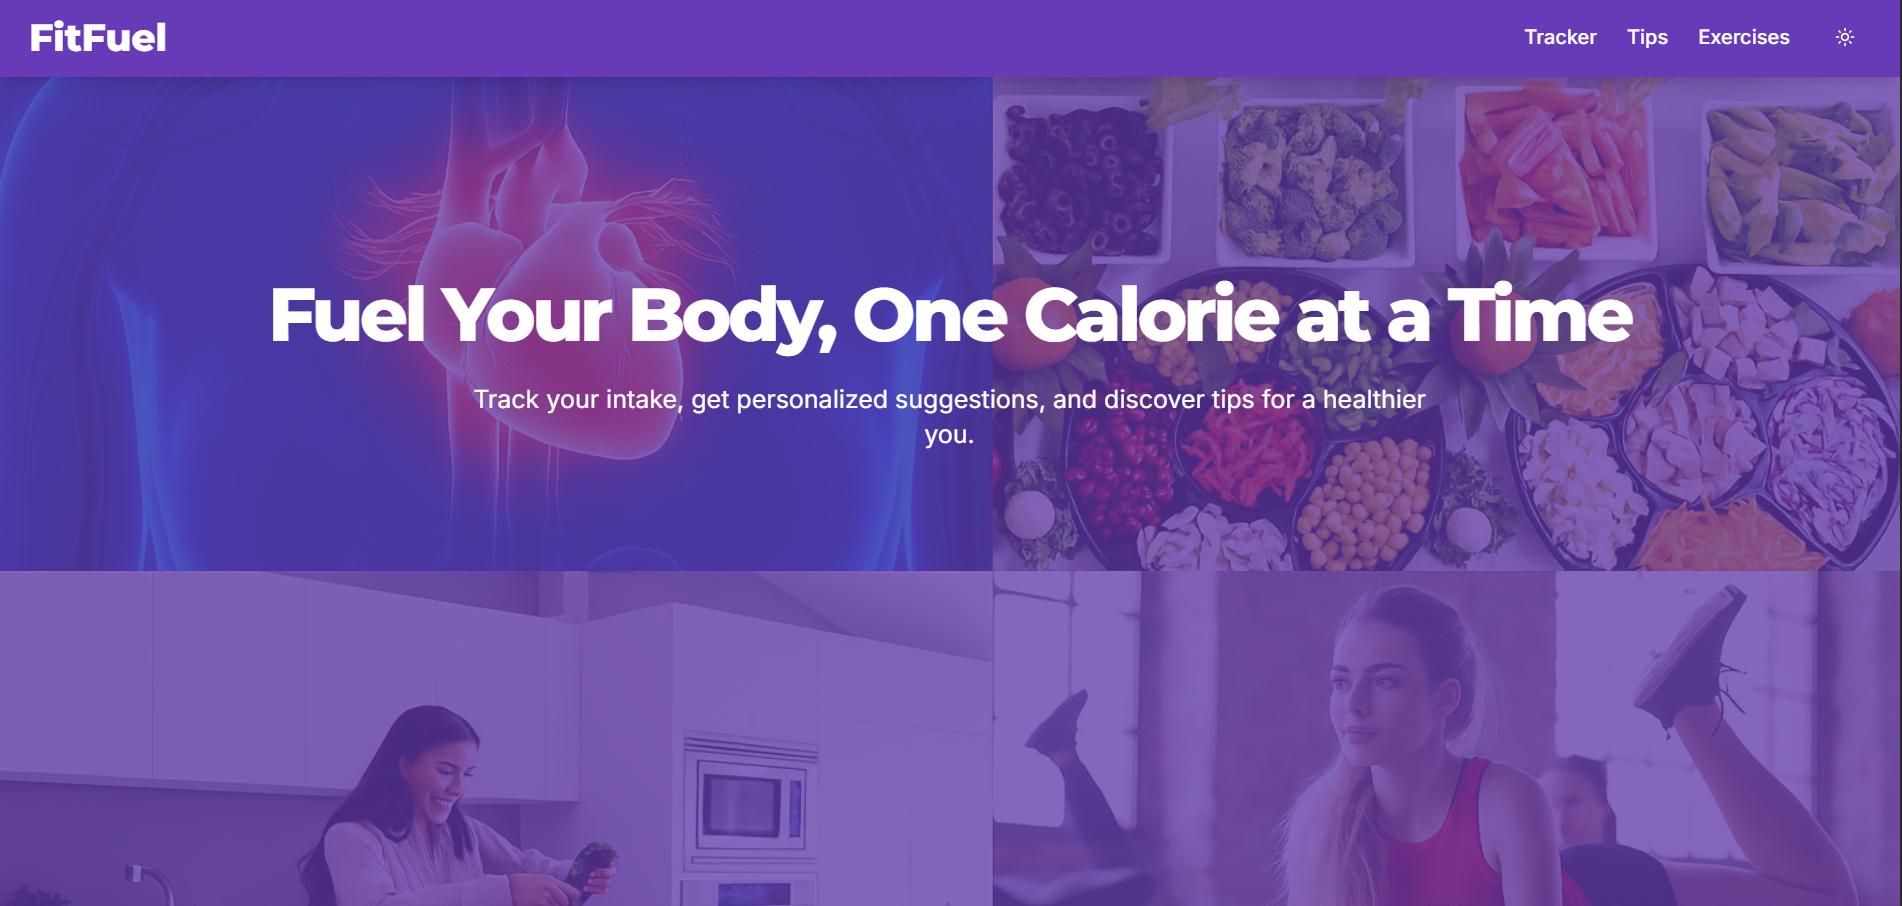 FitFuel
Tracker Tips Exercises
Fuel Your Body, One Calorie at a Time
Track your intake, get personalized suggestions, and discover tips for a healthier
you.